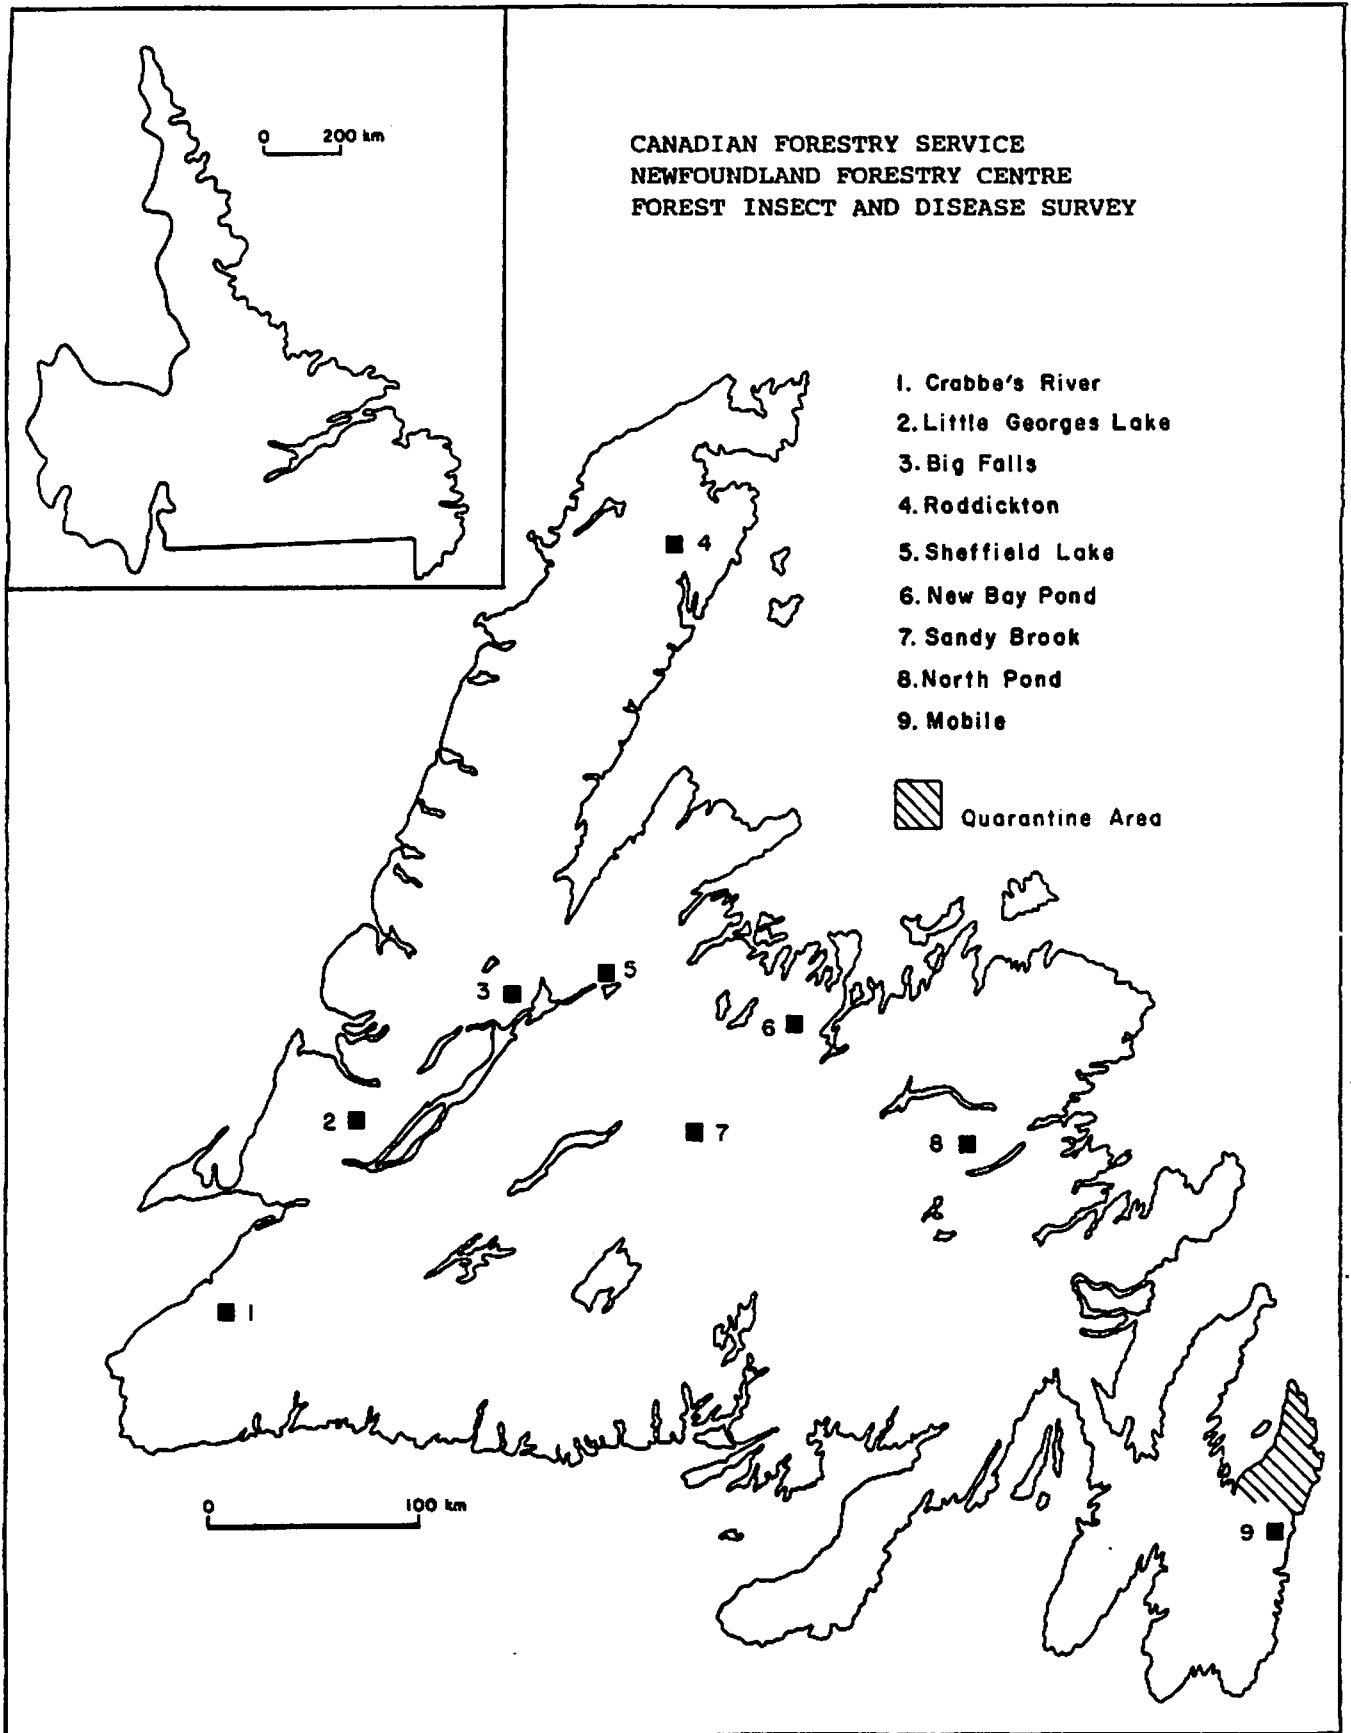 0 200 km
CANADIAN FORESTRY SERVICE
NEWFOUNDLAND FORESTRY CENTRE
FOREST INSECT AND DISEASE SURVEY
1. Crabbe's River
2. Little Georges Lake
3. Big Falls
4. Roddickton
5. Sheffield Lake
6. New Bay Pond
7. Sandy Brook
8. North Pond
9. Mobile
Quarantine Area
4
5
3
6
2
7
8
1
0 100 km
9